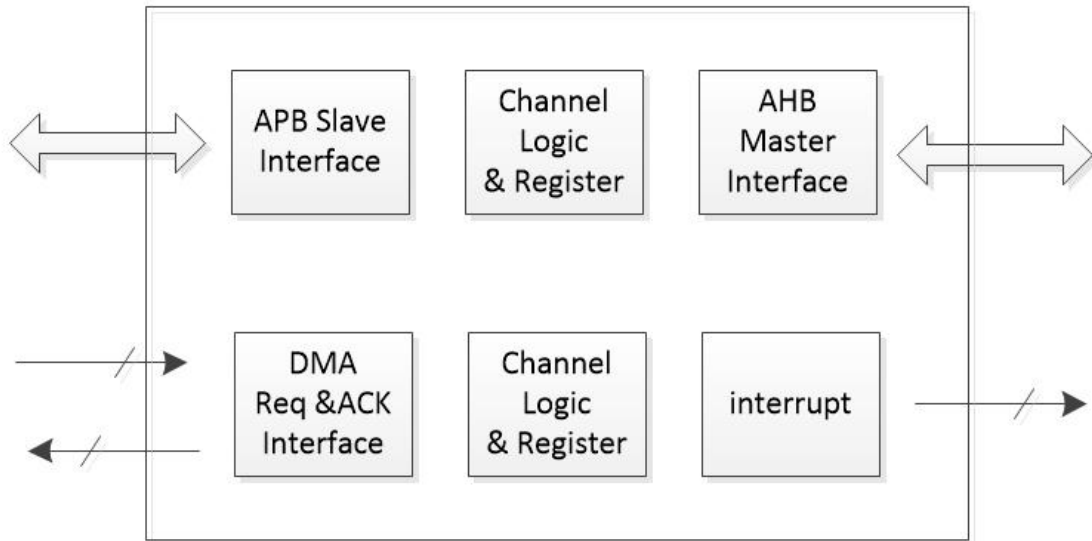 APB Slave
Interface
Channel
Logic
& Register
AHB
Master
Interface
DMA
Req &ACK
Interface
Channel
Logic
& Register
interrupt